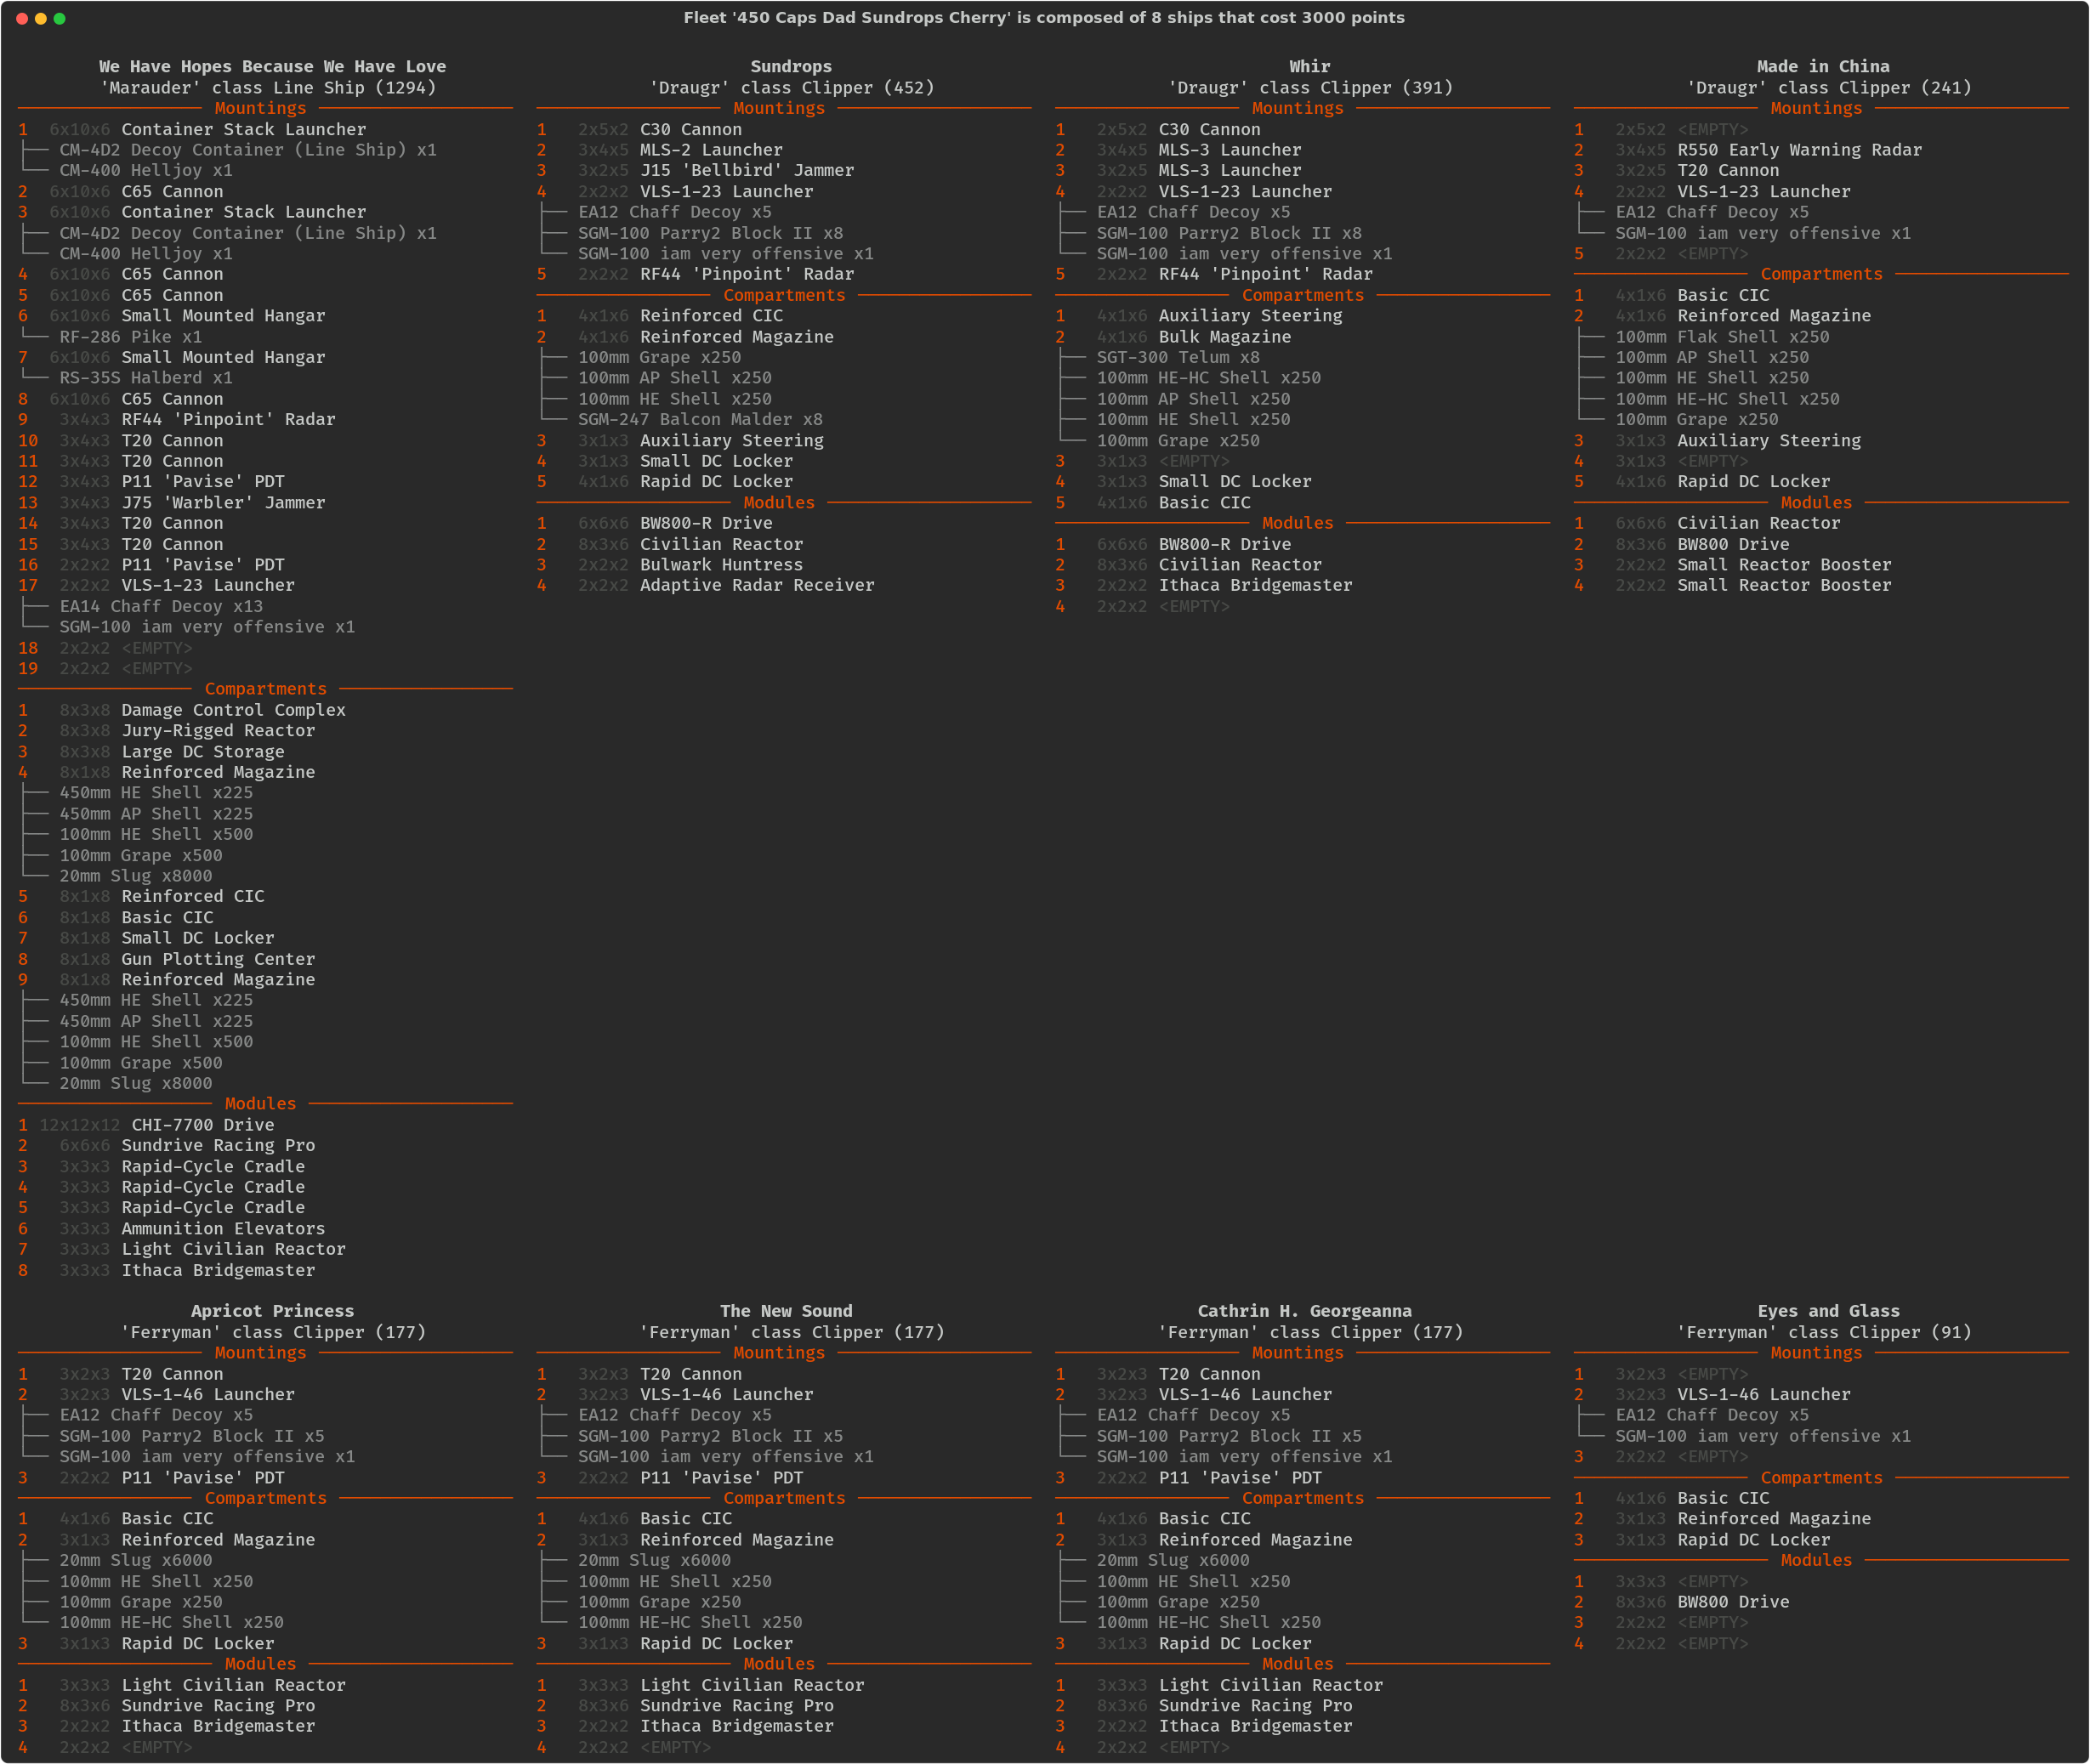 Fleet '450 Caps Dad Sundrops Cherry' is composed of 8 ships that cost 3000 points
We Have Hopes Because We Have Love
'Marauder' class Line Ship (1294)
Mountings
1 6x10x6 Container Stack Launcher
CM-4D2 Decoy Container (Line Ship) x1
CM-400 Helljoy x1
2 6x10x6 C65 Cannon
3 6x10x6 Container Stack Launcher
CM-4D2 Decoy Container (Line Ship) x1
CM-400 Helljoy x1
4 6x10x6 C65 Cannon
5 6x10x6 C65 Cannon
6 6x10x6 Small Mounted Hangar
RF-286 Pike x1
7 6x10x6 Small Mounted Hangar
RS-35S Halberd x1
8 6x10x6 C65 Cannon
9 3x4x3 RF44 'Pinpoint' Radar
10 3x4x3 T20 Cannon
11 3x4x3 T20 Cannon
12 3x4x3 P11 'Pavise' PDT
13 3x4x3 J75 'Warbler' Jammer
14 3x4x3 T20 Cannon
15 3x4x3 T20 Cannon
16 2x2x2 P11 'Pavise' PDT
17 2x2x2 VLS-1-23 Launcher
EA14 Chaff Decoy x13
SGM-100 iam very offensive x1
18 2x2x2 <EMPTY>
19 2x2x2 <EMPTY>
Compartments
1 8x3x8 Damage Control Complex
2 8x3x8 Jury-Rigged Reactor
3 8x3x8 Large DC Storage
4 8x1x8 Reinforced Magazine
450mm HE Shell x225
450mm AP Shell x225
100mm HE Shell x500
100mm Grape x500
20mm Slug x8000
5 8x1x8 Reinforced CIC
6 8x1x8 Basic CIC
7 8x1x8 Small DC Locker
8 8x1x8 Gun Plotting Center
9 8x1x8 Reinforced Magazine
450mm HE Shell x225
450mm AP Shell x225
100mm HE Shell x500
100mm Grape x500
20mm Slug x8000
Modules
1 12x12x12 CHI-7700 Drive
2 6x6x6 Sundrive Racing Pro
3 3x3x3 Rapid-Cycle Cradle
4 3x3x3 Rapid-Cycle Cradle
5 3x3x3 Rapid-Cycle Cradle
6 3x3x3 Ammunition Elevators
7 3x3x3 Light Civilian Reactor
8 3x3x3 Ithaca Bridgemaster
Sundrops
'Draugr' class Clipper (452)
Mountings
1 2x5x2 C30 Cannon
2 3x4x5 MLS-2 Launcher
3 3x2x5 J15 'Bellbird' Jammer
4 2x2x2 VLS-1-23 Launcher
EA12 Chaff Decoy x5
SGM-100 Parry2 Block II x8
SGM-100 iam very offensive x1
5 2x2x2 RF44 'Pinpoint' Radar
Compartments
1 4x1x6 Reinforced CIC
2 4x1x6 Reinforced Magazine
100mm Grape x250
100mm AP Shell x250
100mm HE Shell x250
SGM-247 Balcon Malder x8
3 3x1x3 Auxiliary Steering
4 3x1x3 Small DC Locker
5 4x1x6 Rapid DC Locker
Modules
1 6x6x6 BW800-R Drive
2 8x3x6 Civilian Reactor
3 2x2x2 Bulwark Huntress
4 2x2x2 Adaptive Radar Receiver
Whir
'Draugr' class Clipper (391)
Mountings
1 2x5x2 C30 Cannon
2 3x4x5 MLS-3 Launcher
3 3x2x5 MLS-3 Launcher
4 2x2x2 VLS-1-23 Launcher
EA12 Chaff Decoy x5
SGM-100 Parry2 Block II x8
SGM-100 iam very offensive x1
5 2x2x2 RF44 'Pinpoint' Radar
Compartments
1 4x1x6 Auxiliary Steering
2 4x1x6 Bulk Magazine
SGT-300 Telum x8
100mm HE-HC Shell x250
100mm AP Shell x250
100mm HE Shell x250
100mm Grape x250
3 3x1x3 <EMPTY>
4 3x1x3 Small DC Locker
5 4x1x6 Basic CIC
Modules
1 6x6x6 BW800-R Drive
2 8x3x6 Civilian Reactor
3 2x2x2 Ithaca Bridgemaster
4 2x2x2 <EMPTY>
Made in China
'Draugr' class Clipper (241)
Mountings
1 2x5x2 <EMPTY>
2 3x4x5 R550 Early Warning Radar
3 3x2x5 T20 Cannon
4 2x2x2 VLS-1-23 Launcher
EA12 Chaff Decoy x5
SGM-100 iam very offensive x1
5 2x2x2 <EMPTY>
Compartments
1 4x1x6 Basic CIC
2 4x1x6 Reinforced Magazine
100mm Flak Shell x250
100mm AP Shell x250
100mm HE Shell x250
100mm HE-HC Shell x250
100mm Grape x250
3 3x1x3 Auxiliary Steering
4 3x1x3 <EMPTY>
5 4x1x6 Rapid DC Locker
Modules
1 6x6x6 Civilian Reactor
2 8x3x6 BW800 Drive
3 2x2x2 Small Reactor Booster
4 2x2x2 Small Reactor Booster
Apricot Princess
'Ferryman' class Clipper (177)
Mountings
1 3x2x3 T20 Cannon
2 3x2x3 VLS-1-46 Launcher
EA12 Chaff Decoy x5
SGM-100 Parry2 Block II x5
SGM-100 iam very offensive x1
3 2x2x2 P11 'Pavise' PDT
Compartments
1 4x1x6 Basic CIC
2 3x1x3 Reinforced Magazine
20mm Slug x6000
100mm HE Shell x250
100mm Grape x250
100mm HE-HC Shell x250
3 3x1x3 Rapid DC Locker
Modules
1 3x3x3 Light Civilian Reactor
2 8x3x6 Sundrive Racing Pro
3 2x2x2 Ithaca Bridgemaster
4 2x2x2 <EMPTY>
The New Sound
'Ferryman' class Clipper (177)
Mountings
1 3x2x3 T20 Cannon
2 3x2x3 VLS-1-46 Launcher
EA12 Chaff Decoy x5
SGM-100 Parry2 Block II x5
SGM-100 iam very offensive x1
3 2x2x2 P11 'Pavise' PDT
Compartments
1 4x1x6 Basic CIC
2 3x1x3 Reinforced Magazine
20mm Slug x6000
100mm HE Shell x250
100mm Grape x250
100mm HE-HC Shell x250
3 3x1x3 Rapid DC Locker
Modules
1 3x3x3 Light Civilian Reactor
2 8x3x6 Sundrive Racing Pro
3 2x2x2 Ithaca Bridgemaster
4 2x2x2 <EMPTY>
Cathrin H. Georgeanna
'Ferryman' class Clipper (177)
Mountings
1 3x2x3 T20 Cannon
2 3x2x3 VLS-1-46 Launcher
EA12 Chaff Decoy x5
SGM-100 Parry2 Block II x5
SGM-100 iam very offensive x1
3 2x2x2 P11 'Pavise' PDT
Compartments
1 4x1x6 Basic CIC
2 3x1x3 Reinforced Magazine
20mm Slug x6000
100mm HE Shell x250
100mm Grape x250
100mm HE-HC Shell x250
3 3x1x3 Rapid DC Locker
Modules
1 3x3x3 Light Civilian Reactor
2 8x3x6 Sundrive Racing Pro
3 2x2x2 Ithaca Bridgemaster
4 2x2x2 <EMPTY>
Eyes and Glass
'Ferryman' class Clipper (91)
Mountings
1 3x2x3 <EMPTY>
2 3x2x3 VLS-1-46 Launcher
EA12 Chaff Decoy x5
SGM-100 iam very offensive x1
3 2x2x2 <EMPTY>
Compartments
1 4x1x6 Basic CIC
2 3x1x3 Reinforced Magazine
3 3x1x3 Rapid DC Locker
Modules
1 3x3x3 <EMPTY>
2 8x3x6 BW800 Drive
3 2x2x2 <EMPTY>
4 2x2x2 <EMPTY>